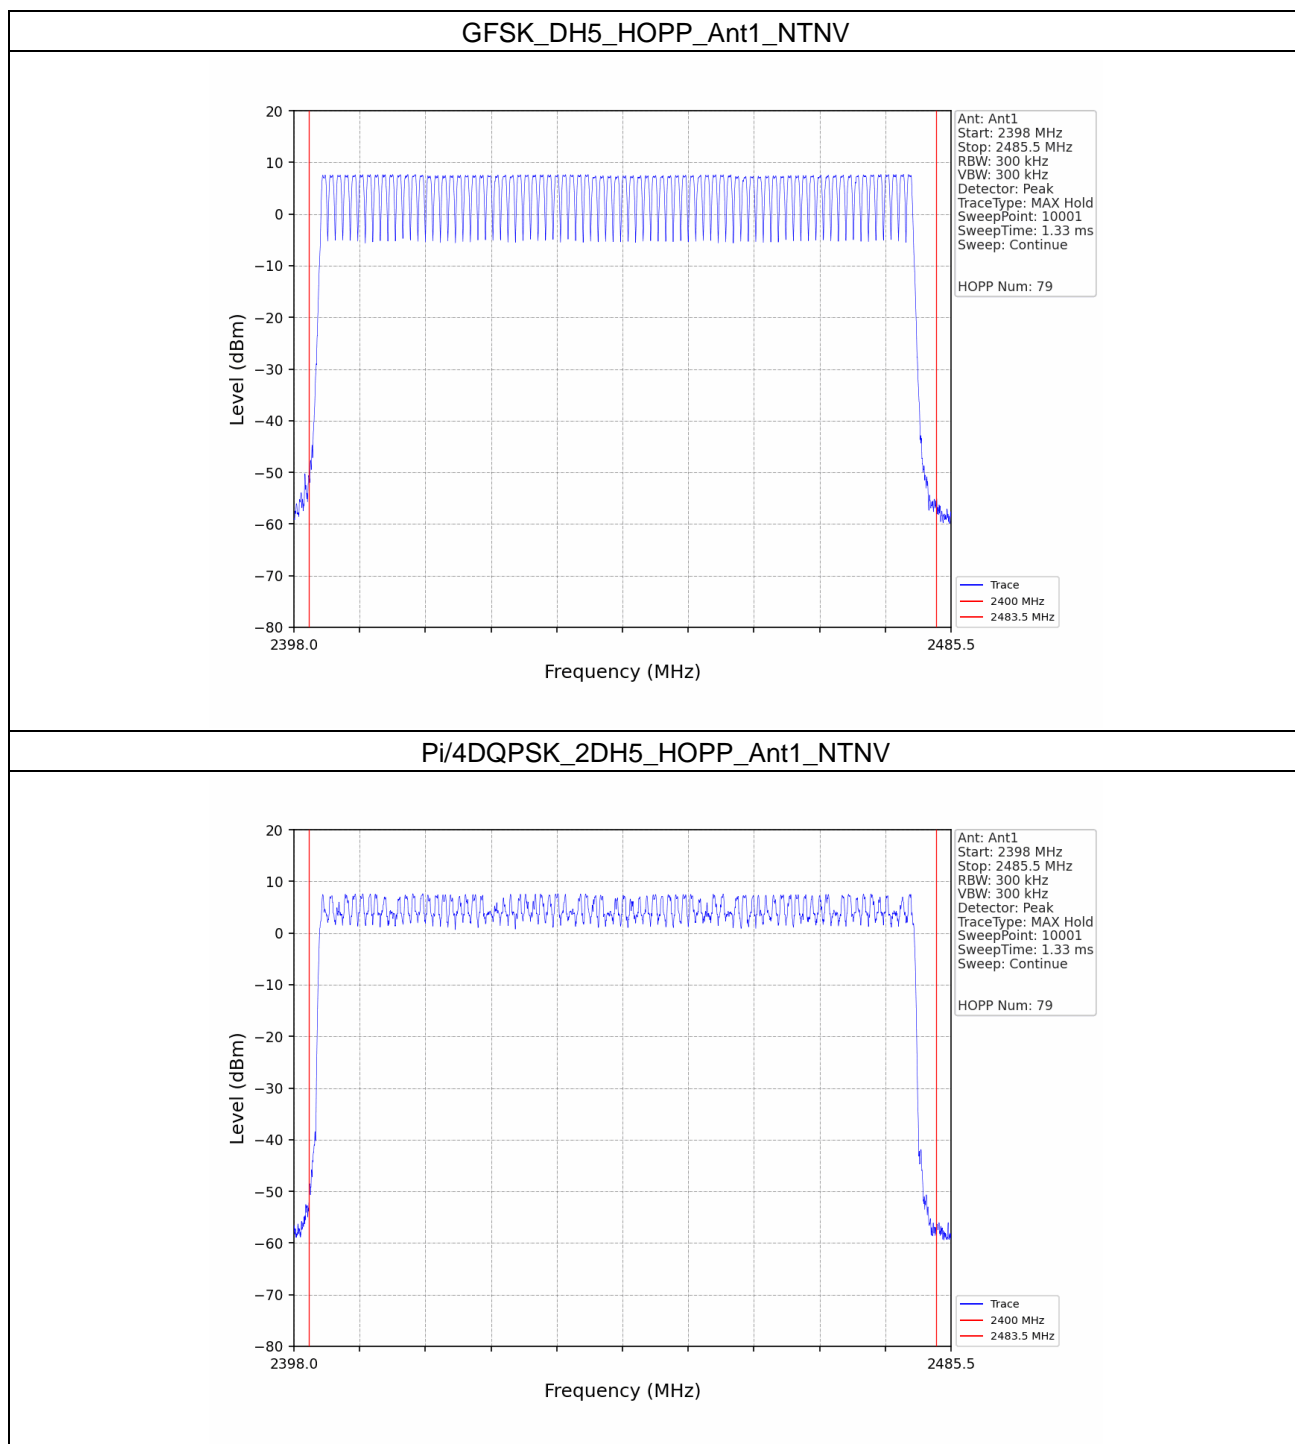 GFSK_DH5_HOPP_Ant1_NTNV
20
10
0
−10
−20
−30
−40
−50
−60
−70
−80
Level (dBm)
2398.0
2485.5
Frequency (MHz)
Ant: Ant1
Start: 2398 MHz
Stop: 2485.5 MHz
RBW: 300 kHz
VBW: 300 kHz
Detector: Peak
TraceType: MAX Hold
SweepPoint: 10001
SweepTime: 1.33 ms
Sweep: Continue
HOPP Num: 79
Trace
2400 MHz
2483.5 MHz
Pi/4DQPSK_2DH5_HOPP_Ant1_NTNV
20
10
0
−10
−20
−30
−40
−50
−60
−70
−80
Level (dBm)
2398.0
2485.5
Frequency (MHz)
Ant: Ant1
Start: 2398 MHz
Stop: 2485.5 MHz
RBW: 300 kHz
VBW: 300 kHz
Detector: Peak
TraceType: MAX Hold
SweepPoint: 10001
SweepTime: 1.33 ms
Sweep: Continue
HOPP Num: 79
Trace
2400 MHz
2483.5 MHz